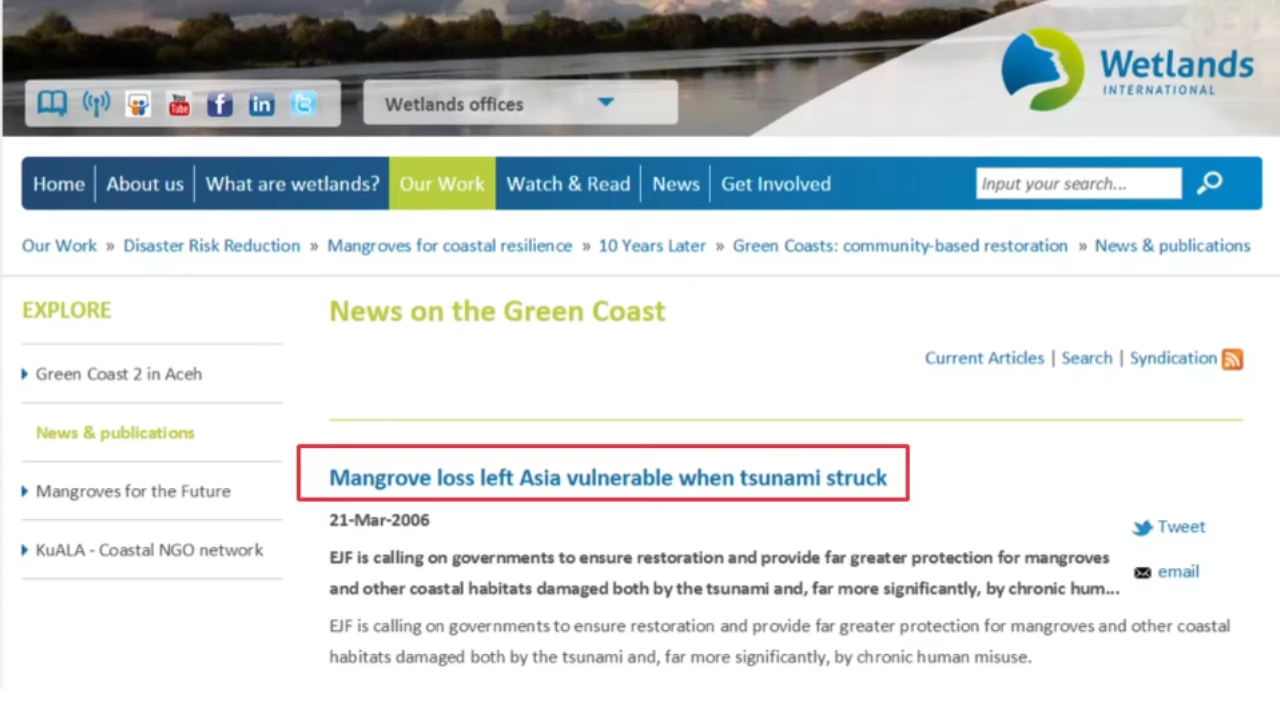 Wetlands
INTERNATIONAL
You Tube
Wetlands offices
Home About us What are wetlands? Our Work Watch & Read News Get Involved
Input your search...
Our Work » Disaster Risk Reduction » Mangroves for coastal resilience » 10 Years Later » Green Coasts: community-based restoration » News & publications
EXPLORE
Green Coast 2 in Aceh
News & publications
Mangroves for the Future
KuALA - Coastal NGO network
News on the Green Coast
Current Articles | Search | Syndication
Mangrove loss left Asia vulnerable when tsunami struck
21-Mar-2006
Tweet
email
EJF is calling on governments to ensure restoration and provide far greater protection for mangroves
and other coastal habitats damaged both by the tsunami and, far more significantly, by chronic hum...
EJF is calling on governments to ensure restoration and provide far greater protection for mangroves and other coastal
habitats damaged both by the tsunami and, far more significantly, by chronic human misuse.